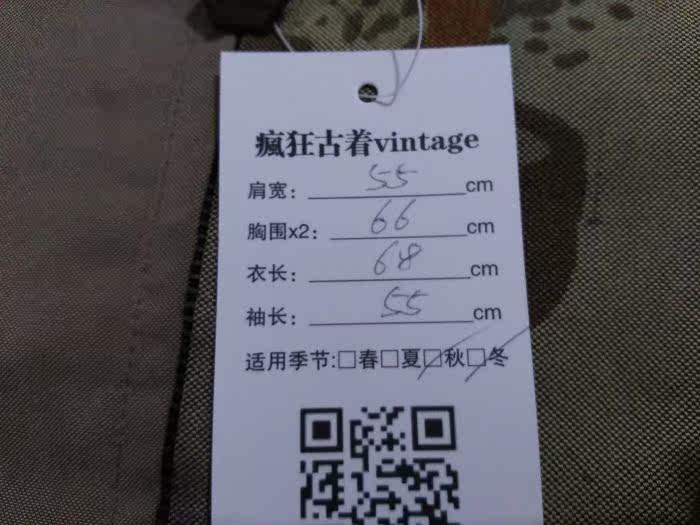 瘋狂古着vintage
肩宽：55cm
胸围x2：66cm
衣长：68cm
袖长：55cm
适用季节:□春□夏□秋□冬